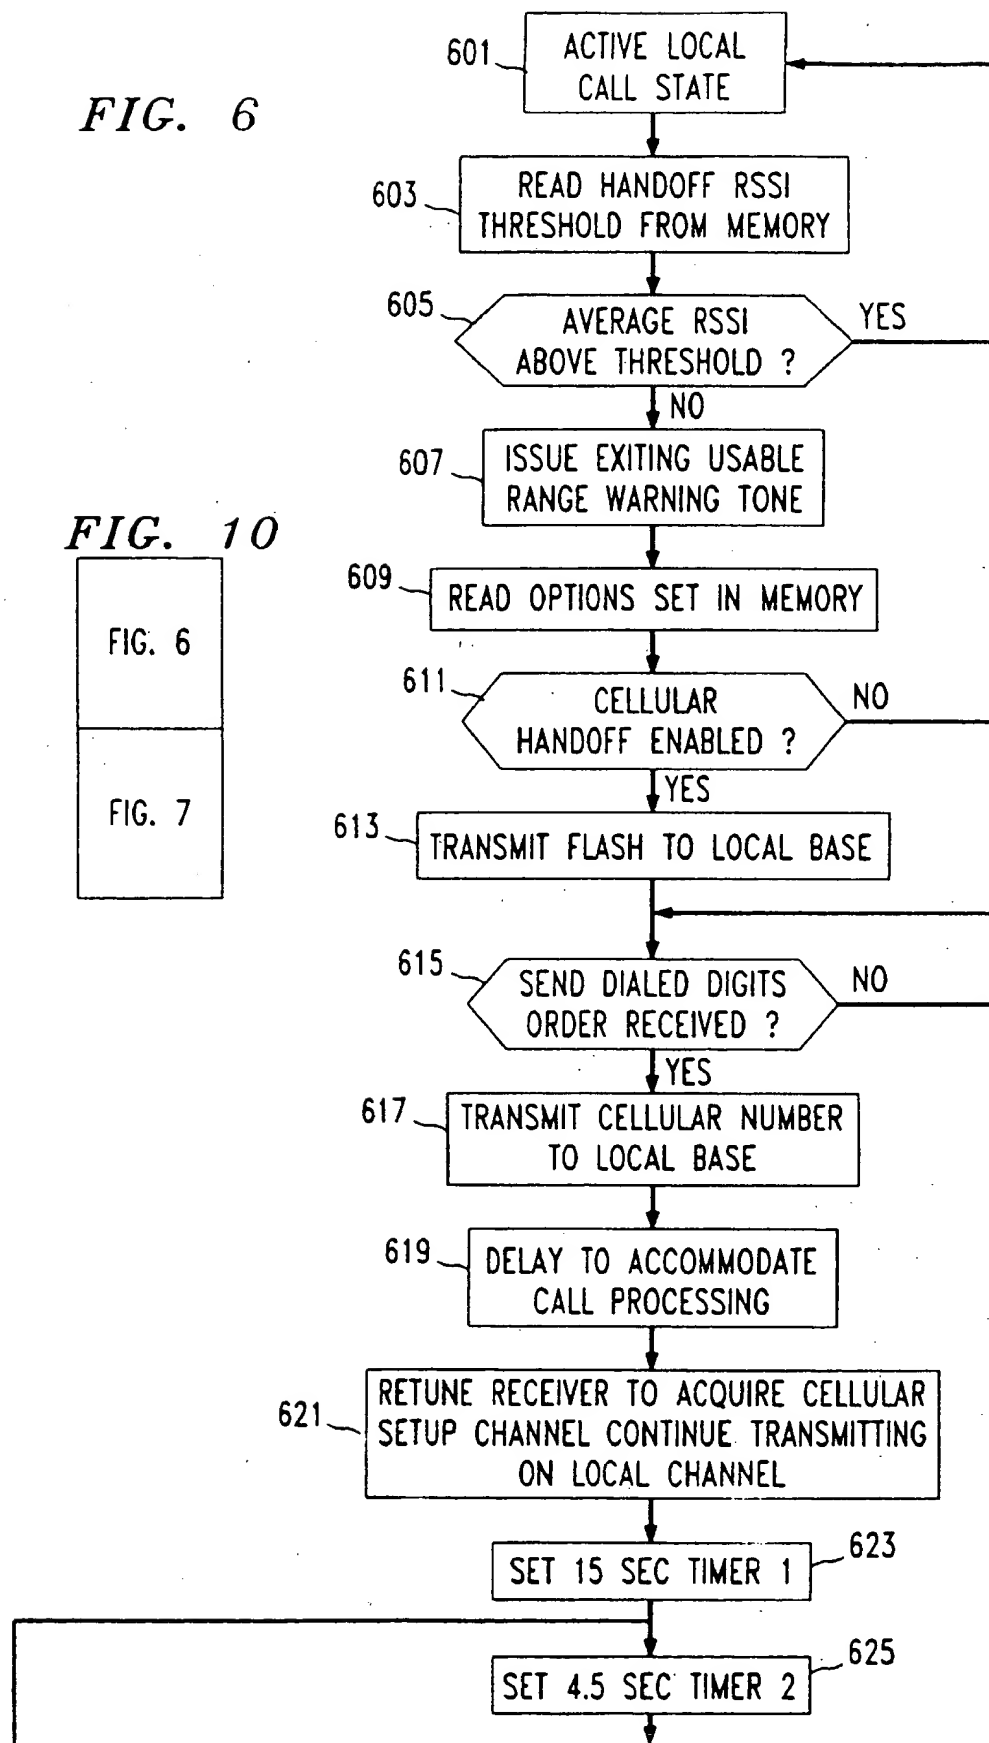 FIG. 6
601
ACTIVE LOCAL
CALL STATE
603
READ HANDOFF RSSI
THRESHOLD FROM MEMORY
605
AVERAGE RSSI
ABOVE THRESHOLD ?
YES
NO
607
ISSUE EXITING USABLE
RANGE WARNING TONE
FIG. 10
FIG. 6
FIG. 7
609
READ OPTIONS SET IN MEMORY
611
CELLULAR
HANDOFF ENABLED ?
NO
YES
613
TRANSMIT FLASH TO LOCAL BASE
615
SEND DIALED DIGITS
ORDER RECEIVED ?
NO
YES
617
TRANSMIT CELLULAR NUMBER
TO LOCAL BASE
619
DELAY TO ACCOMMODATE
CALL PROCESSING
621
RETUNE RECEIVER TO ACQUIRE CELLULAR
SETUP CHANNEL CONTINUE TRANSMITTING
ON LOCAL CHANNEL
623
SET 15 SEC TIMER 1
625
SET 4.5 SEC TIMER 2